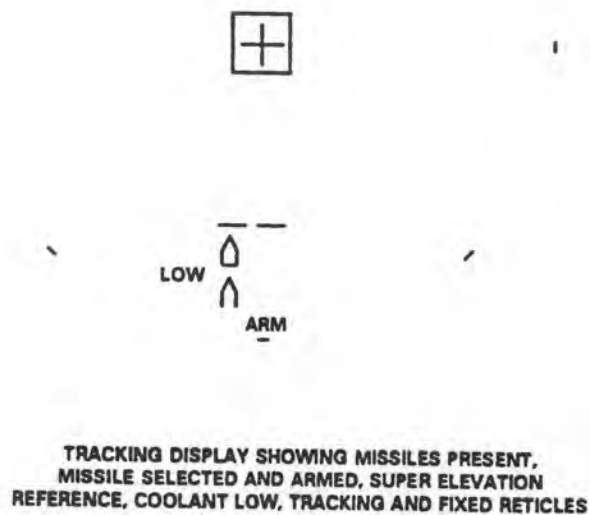 LOW
ARM
TRACKING DISPLAY SHOWING MISSILES PRESENT,
MISSILE SELECTED AND ARMED, SUPER ELEVATION
REFERENCE, COOLANT LOW, TRACKING AND FIXED RETICLES